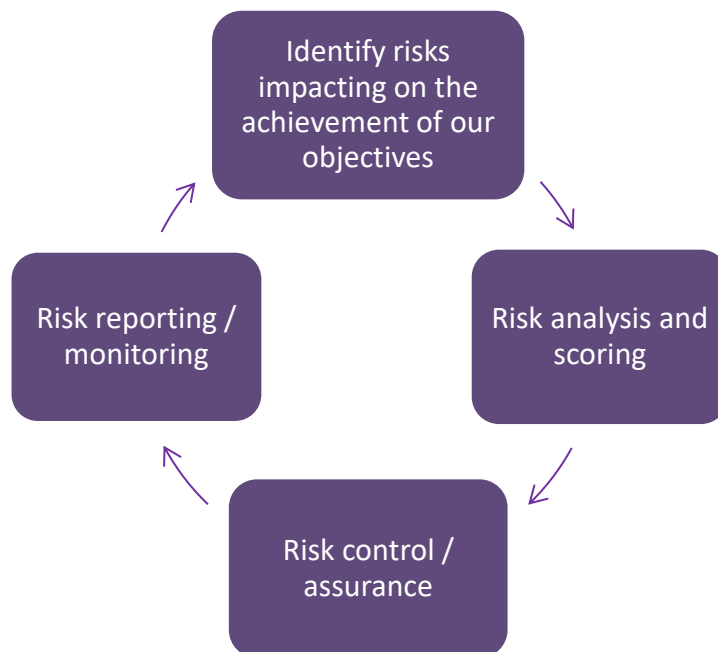 Identify risks
impacting on the
achievement of our
objectives
Risk analysis and
scoring
Risk control /
assurance
Risk reporting /
monitoring